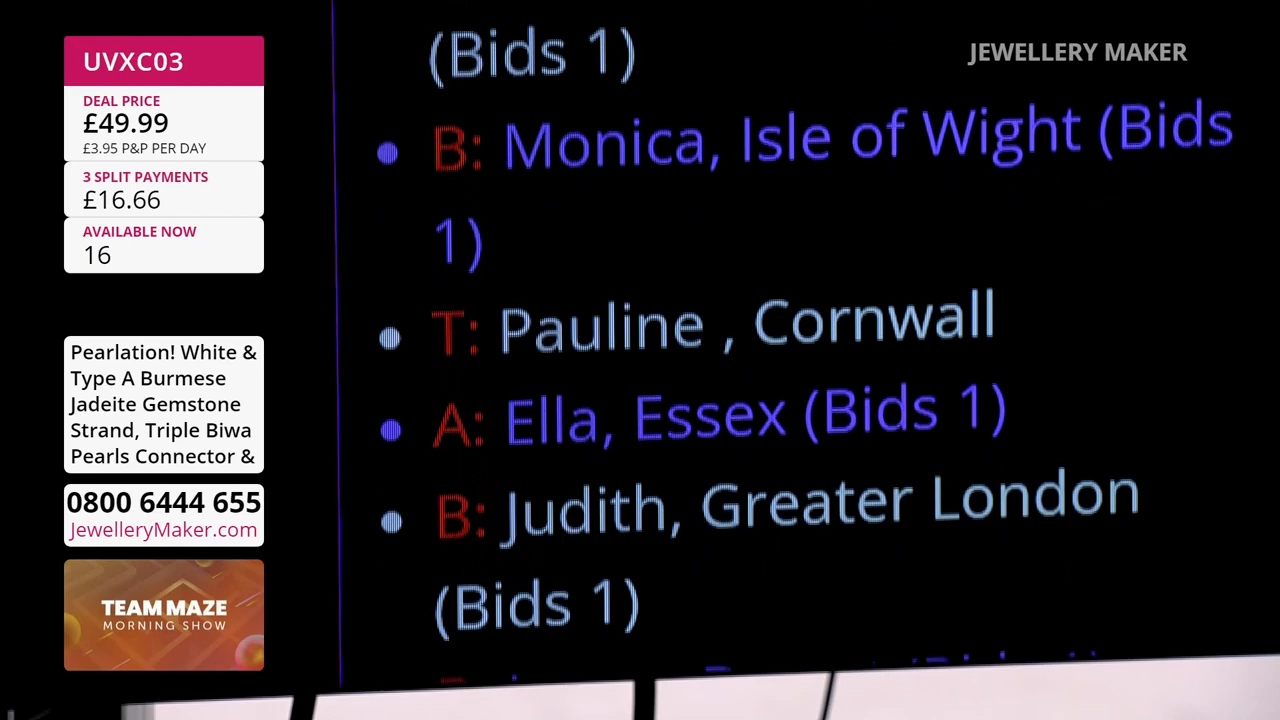 UVXC03
DEAL PRICE
£49.99
£3.95 P&P PER DAY
3 SPLIT PAYMENTS
£16.66
AVAILABLE NOW
16
Pearlation! White &
Type A Burmese
Jadeite Gemstone
Strand, Triple Biwa
Pearls Connector &
0800 6444 655
JewelleryMaker.com
TEAM MAZE
MORNING SHOW
JEWELLERY MAKER
(Bids 1)
B: Monica, Isle of Wight (Bids
1)
T: Pauline , Cornwall
A: Ella, Essex (Bids 1)
B: Judith, Greater London
(Bids 1)